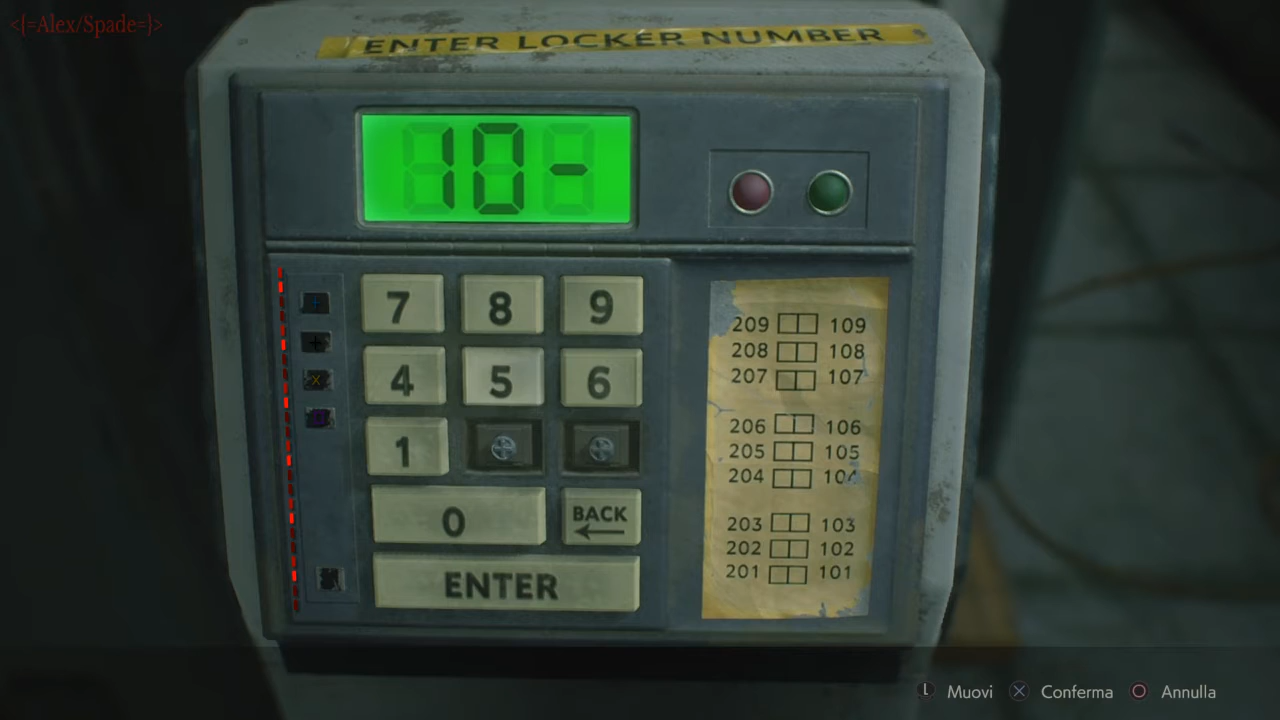 <{=Alex/Spade=}>
ENTER LOCKER NUMBER
10-
7 8 9
4 5 6
1
0 BACK
ENTER
209 109
208 108
207 107
206 106
205 105
204 104
203 103
202 102
201 101
L Muovi Conferma Annulla